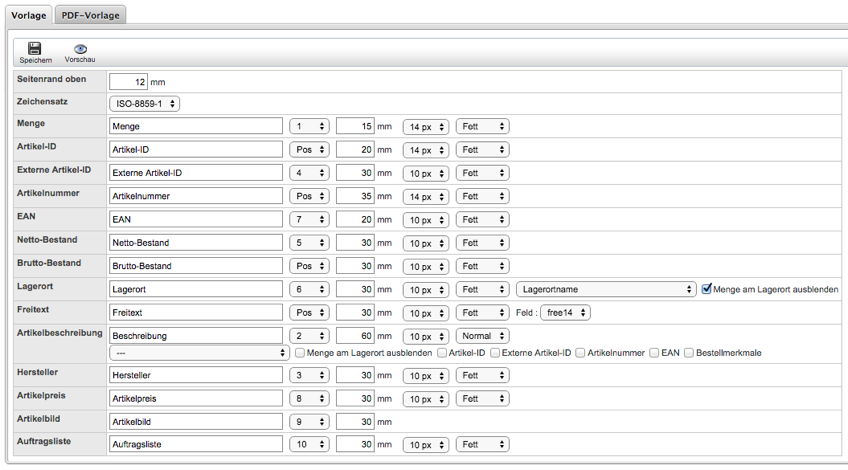 Vorlage PDF-Vorlage
Speichern Vorschau
Seitenrand oben 12 mm
Zeichensatz ISO-8859-1
Menge Menge 1 15 mm 14 px Fett
Artikel-ID Artikel-ID Pos 20 mm 14 px Fett
Externe Artikel-ID Externe Artikel-ID 4 30 mm 10 px Fett
Artikelnummer Artikelnummer Pos 35 mm 14 px Fett
EAN EAN 7 20 mm 10 px Fett
Netto-Bestand Netto-Bestand 5 30 mm 10 px Fett
Brutto-Bestand Brutto-Bestand Pos 30 mm 10 px Fett
Lagerort Lagerort 6 30 mm 10 px Fett Lagerortname Menge am Lagerort ausblenden
Freitext Freitext Pos 30 mm 10 px Fett Feld : free14
Artikelbeschreibung Beschreibung 2 60 mm 10 px Normal
--- Menge am Lagerort ausblenden Artikel-ID Externe Artikel-ID Artikelnummer EAN Bestellmerkmale
Hersteller Hersteller 3 30 mm 10 px Fett
Artikelpreis Artikelpreis 8 30 mm 10 px Fett
Artikelbild Artikelbild 9 30 mm
Auftragsliste Auftragsliste 10 30 mm 10 px Fett